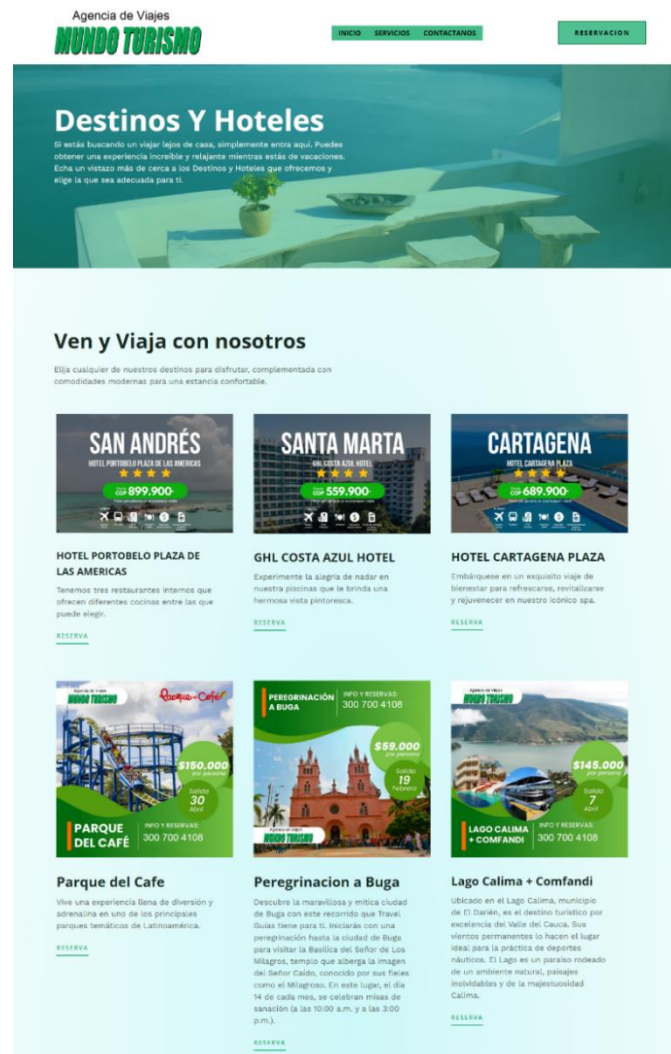 Agencia de Viajes
MUNDO TURISMO
INICIO SERVICIOS CONTACTANOS
RESERVACION
Destinos Y Hoteles
Si estás buscando un viajar lejos de casa, simplemente entra aquí. Puedes
obtener una experiencia increíble y relajante mientras estás de vacaciones.
Echa un vistazo más de cerca a los Destinos y Hoteles que ofrecemos y
elige la que sea adecuada para ti.
Ven y Viaja con nosotros
Elija cualquier de nuestros destinos para disfrutar, complementada con
comodidades modernas para una estancia confortable.
SAN ANDRÉS
HOTEL PORTOBELO PLAZA DE LAS AMERICAS
COP 899.900
HOTEL PORTOBELO PLAZA DE
LAS AMERICAS
Tenemos tres restaurantes internos que
ofrecen diferentes cocinas entre las que
puede elegir.
RESERVA
SANTA MARTA
GHL COSTA AZUL HOTEL
COP 559.900
GHL COSTA AZUL HOTEL
Experimente la alegría de nadar en
nuestra piscinas que le brinda una
hermosa vista pintoresca.
RESERVA
CARTAGENA
HOTEL CARTAGENA PLAZA
COP 689.900
HOTEL CARTAGENA PLAZA
Embárquese en un exquisito viaje de
bienestar para refrescarse, revitalizarse
y rejuvenecer en nuestro icónico spa.
RESERVA
Agencia de Viajes
MUNDO TURISMO
Parque del Café
$150.000
por persona
Salida
30
Abril
PARQUE
DEL CAFÉ
INFO Y RESERVAS:
300 700 4108
Parque del Cafe
Vive una experiencia llena de diversión y
adrenalina en uno de los principales
parques temáticos de Latinoamérica.
RESERVA
PEREGRINACIÓN
A BUGA
INFO Y RESERVAS:
300 700 4108
$59.000
por persona
Salida
19
Febrero
Agencia de Viajes
MUNDO TURISMO
Peregrinacion a Buga
Descubre la maravillosa y mítica ciudad
de Buga con este recorrido que Travel
Guias tiene para ti. Iniciarás con una
peregrinación hasta la ciudad de Buga
para visitar la Basílica del Señor de Los
Milagros, templo que alberga la imagen
del Señor Caído, conocido por sus fieles
como el Milagroso. En este lugar, el día
14 de cada mes, se celebran misas de
sanación (a las 10:00 a.m. y a las 3:00
p.m.).
RESERVA
Agencia de Viajes
MUNDO TURISMO
$145.000
por persona
Salida
7
Abril
LAGO CALIMA
+ COMFANDI
INFO Y RESERVAS:
300 700 4108
Lago Calima + Comfandi
Ubicado en el Lago Calima, municipio
de El Darién, es el destino turístico por
excelencia del Valle del Cauca. Sus
vientos permanentes lo hacen el lugar
ideal para la práctica de deportes
náuticos. El Lago es un paraíso rodeado
de un ambiente natural, paisajes
inolvidables y de la majestuosidad
Calima.
RESERVA